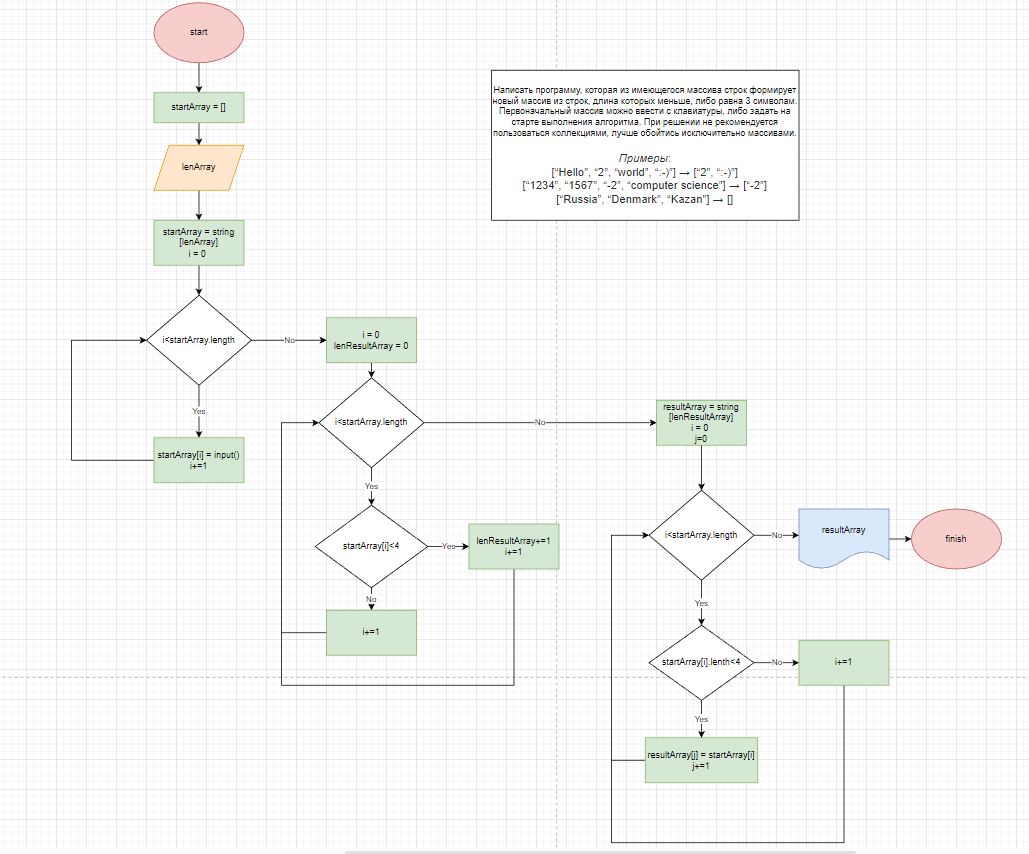 start
startArray = []
lenArray
startArray = string
[lenArray]
i = 0
i<startArray.length
Yes
startArray[i] = input()
i+=1
No
i = 0
lenResultArray = 0
i<startArray.length
Yes
startArray[i]<4
Yes
lenResultArray+=1
i+=1
No
i+=1
No
resultArray = string
[lenResultArray]
i = 0
j=0
i<startArray.length
No
resultArray
finish
Yes
startArray[i].lenth<4
No
i+=1
Yes
resultArray[j] = startArray[i]
j+=1
Написать программу, которая из имеющегося массива строк формирует
новый массив из строк, длина которых меньше, либо равна 3 символам.
Первоначальный массив можно ввести с клавиатуры, либо задать на
старте выполнения алгоритма. При решении не рекомендуется
пользоваться коллекциями, лучше обойтись исключительно массивами.
Примеры:
[“Hello”, “2”, “world”, “:-)”] → [“2”, “:-)”]
[“1234”, “1567”, “-2”, “computer science”] → [“-2”]
[“Russia”, “Denmark”, “Kazan”] → []